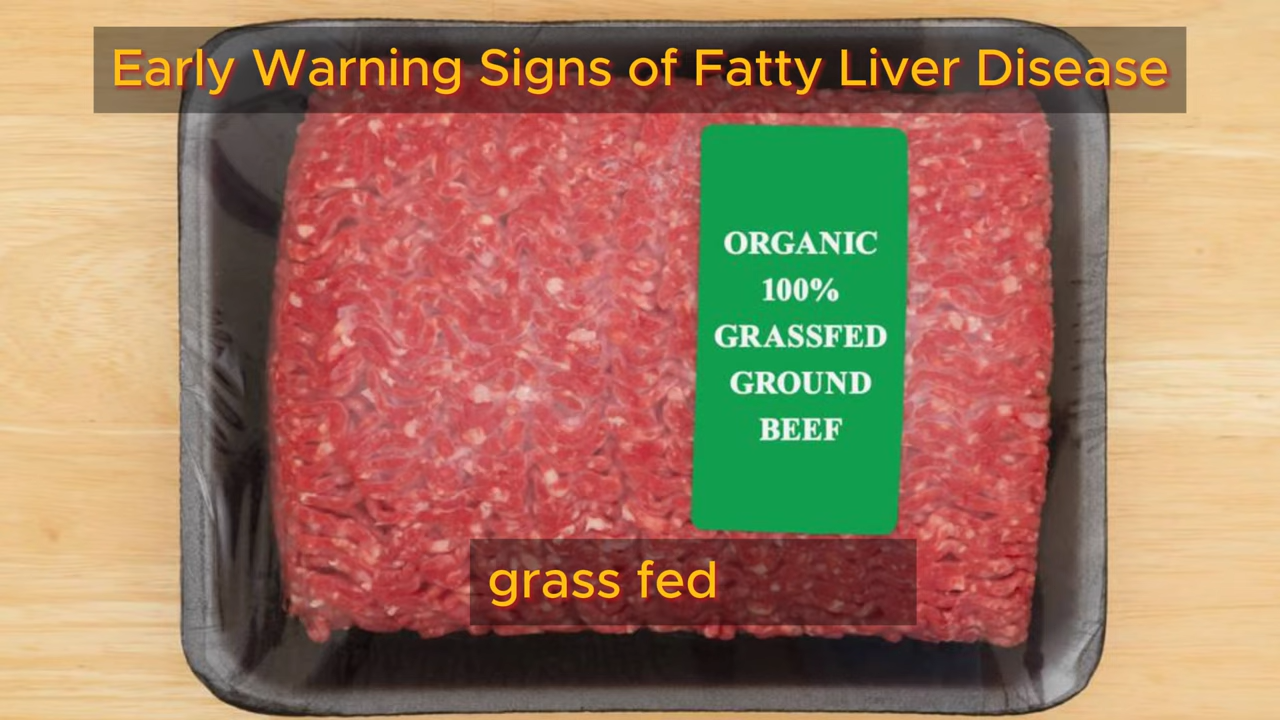 Early Warning Signs of Fatty Liver Disease
ORGANIC
100%
GRASSFED
GROUND
BEEF
grass fed